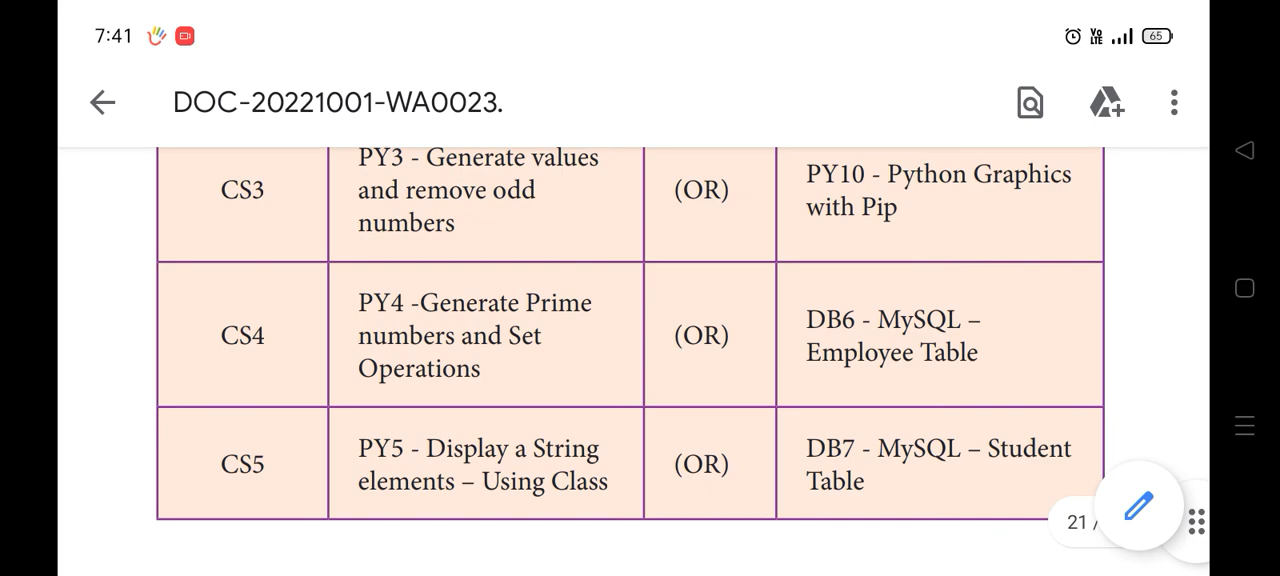 7:41
VO LTE
65
DOC-20221001-WA0023.
CS3
PY3 - Generate values
and remove odd
numbers
(OR)
PY10 - Python Graphics
with Pip
CS4
PY4 -Generate Prime
numbers and Set
Operations
(OR)
DB6 - MySQL –
Employee Table
CS5
PY5 - Display a String
elements – Using Class
(OR)
DB7 - MySQL – Student
Table
21 /